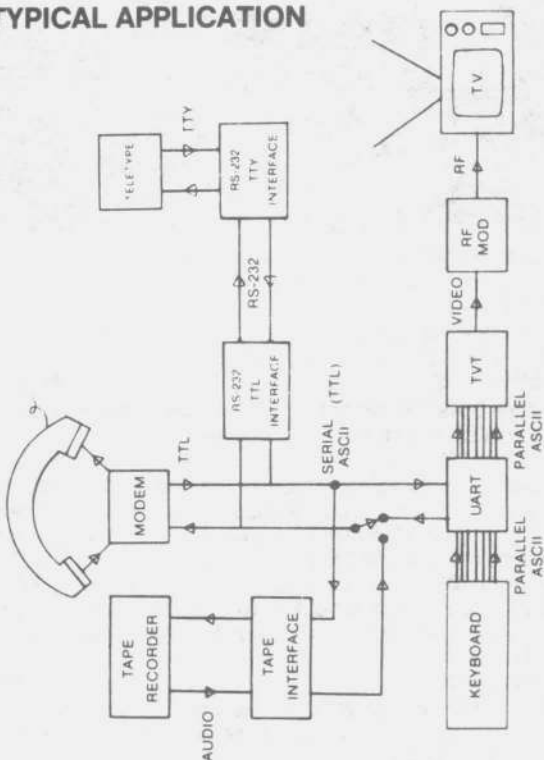 TYPICAL APPLICATION
TELETYPE
TTY
RS-232
TTY
INTERFACE
RS-232
RS-232
TTL
INTERFACE
TTL
MODEM
SERIAL (TTL)
ASCII
TAPE
RECORDER
AUDIO
TAPE
INTERFACE
KEYBOARD
PARALLEL
ASCII
UART
PARALLEL
ASCII
TVT
VIDEO
RF
MOD
RF
T.V.